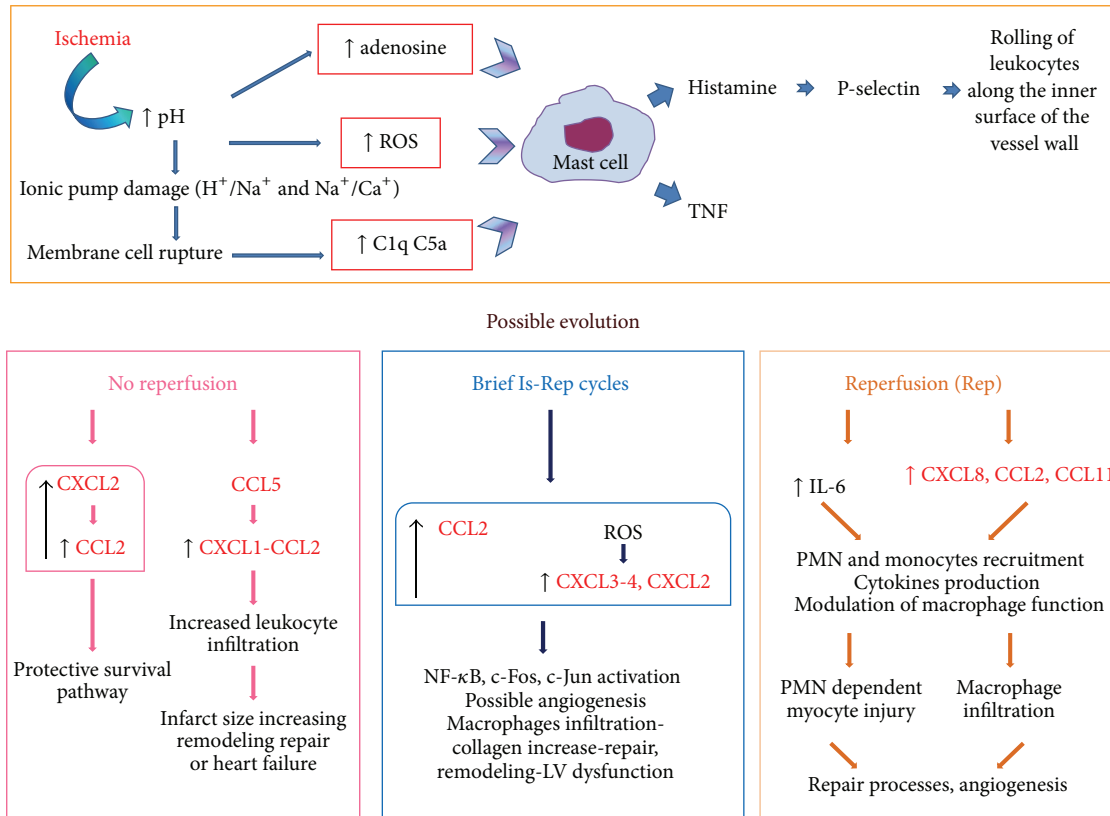 Ischemia
↑ pH
Ionic pump damage (H⁺/Na⁺ and Na⁺/Ca⁺)
Membrane cell rupture
↑ adenosine
↑ ROS
↑ C1q C5a
Mast cell
Histamine
TNF
P-selectin
Rolling of
leukocytes
along the inner
surface of the
vessel wall
Possible evolution
No reperfusion
CXCL2
↑ CCL2
Protective survival
pathway
CCL5
↑ CXCL1-CCL2
Increased leukocyte
infiltration
Infarct size increasing
remodeling repair
or heart failure
Brief Is-Rep cycles
CCL2
ROS
↑ CXCL3-4, CXCL2
NF-κB, c-Fos, c-Jun activation
Possible angiogenesis
Macrophages infiltration-
collagen increase-repair,
remodeling-LV dysfunction
Reperfusion (Rep)
↑ IL-6
↑ CXCL8, CCL2, CCL11
PMN and monocytes recruitment
Cytokines production
Modulation of macrophage function
PMN dependent
myocyte injury
Macrophage
infiltration
Repair processes, angiogenesis